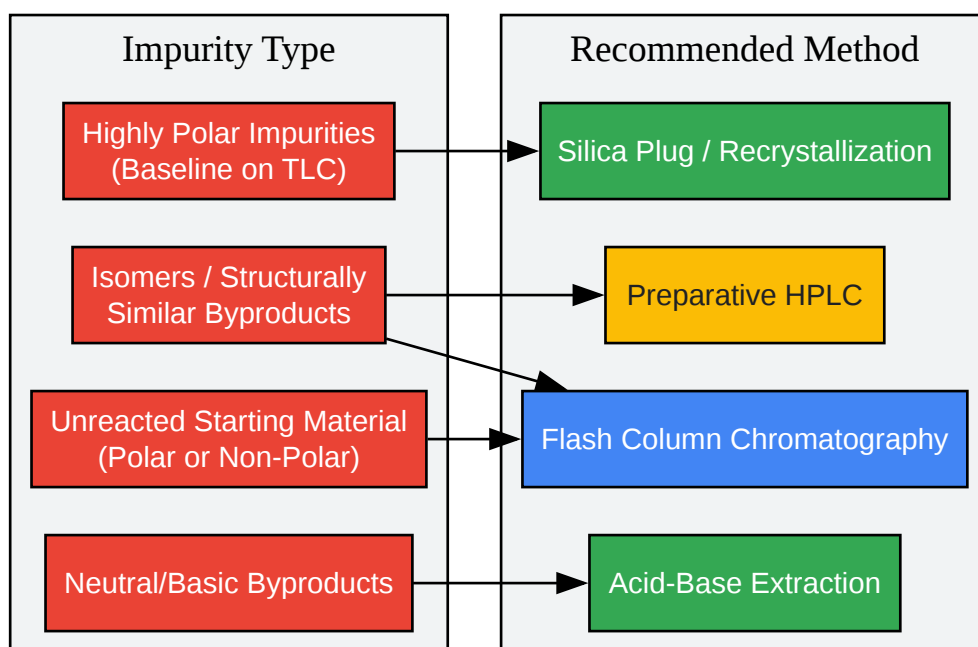 Impurity Type
Highly Polar Impurities
(Baseline on TLC)
Isomers / Structurally
Similar Byproducts
Unreacted Starting Material
(Polar or Non-Polar)
Neutral/Basic Byproducts
Recommended Method
Silica Plug / Recrystallization
Preparative HPLC
Flash Column Chromatography
Acid-Base Extraction